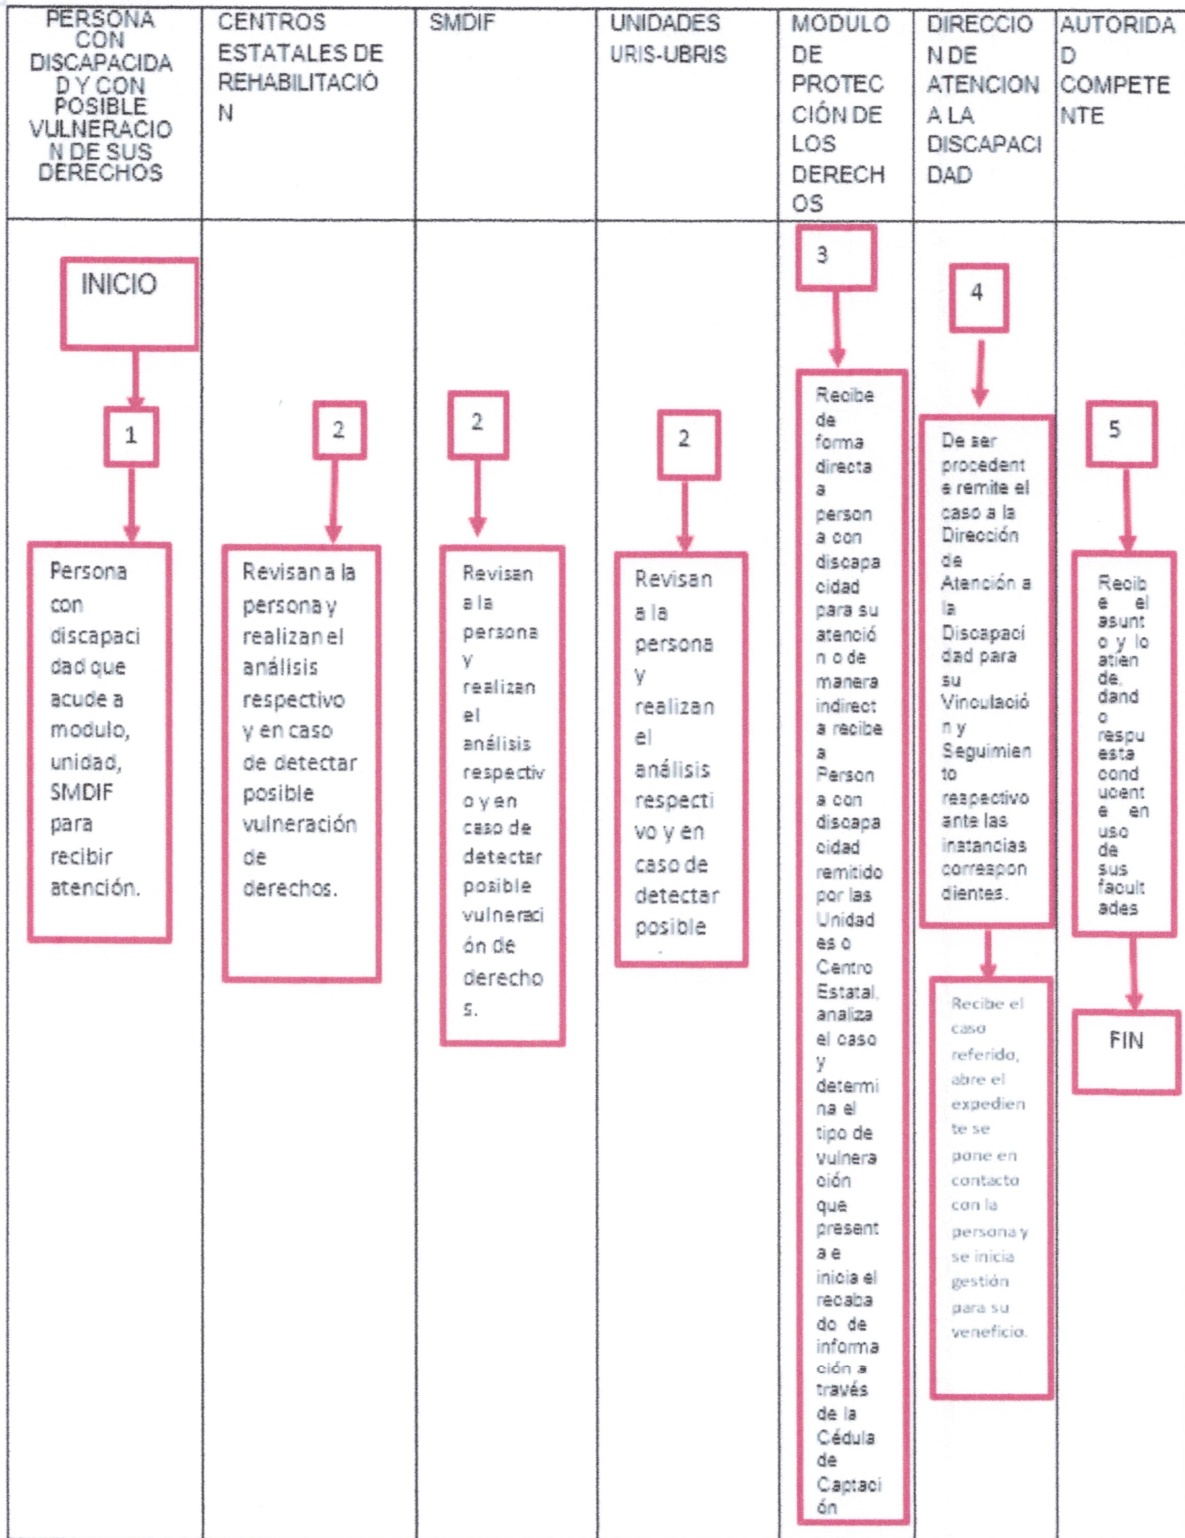 PERSONA
CON
DISCAPACIDA
D Y CON
POSIBLE
VULNERACIO
N DE SUS
DERECHOS
CENTROS
ESTATALES DE
REHABILITACIÓ
N
SMDIF
UNIDADES
URIS-UBRIS
MODULO
DE
PROTEC
CIÓN DE
LOS
DERECH
OS
DIRECCIO
N DE
ATENCION
A LA
DISCAPACI
DAD
AUTORIDA
D
COMPETE
NTE
INICIO
1
Persona
con
discapaci
dad que
acude a
modulo,
unidad,
SMDIF
para
recibir
atención.
2
Revisan a la
persona y
realizan el
análisis
respectivo
y en caso
de detectar
posible
vulneración
de
derechos.
2
Revisan
a la
persona
y
realizan
el
análisis
respectiv
o y en
caso de
detectar
posible
vulneraci
ón de
derecho
s.
2
Revisan
a la
persona
y
realizan
el
análisis
respecti
vo y en
caso de
detectar
posible
3
Recibe
de
forma
directa
a
person
a con
discapa
cidad
para su
atenció
n o de
manera
indirect
a recibe
a
Person
a con
discapa
cidad
remitido
por las
Unidad
es o
Centro
Estatal,
analiza
el caso
y
determi
na el
tipo de
vulnera
ción
que
present
a e
inicia el
recaba
do de
informa
ción a
través
de la
Cédula
de
Captaci
ón
4
De ser
procedent
e remite el
caso a la
Dirección
de
Atención a
la
Discapaci
dad para
su
Vinculació
n y
Seguimien
to
respectivo
ante las
instancias
correspon
dientes.
Recibe el
caso
referido,
abre el
expedien
te se
pone en
contacto
con la
persona y
se inicia
gestión
para su
veneficio.
5
Recib
e el
asunt
o y lo
atien
de,
dand
o
respu
esta
cond
ucent
e en
uso
de
sus
facult
ades
FIN